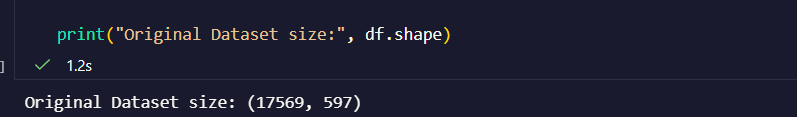 print("Original Dataset size:", df.shape)
]
1.2s
Original Dataset size: (17569, 597)